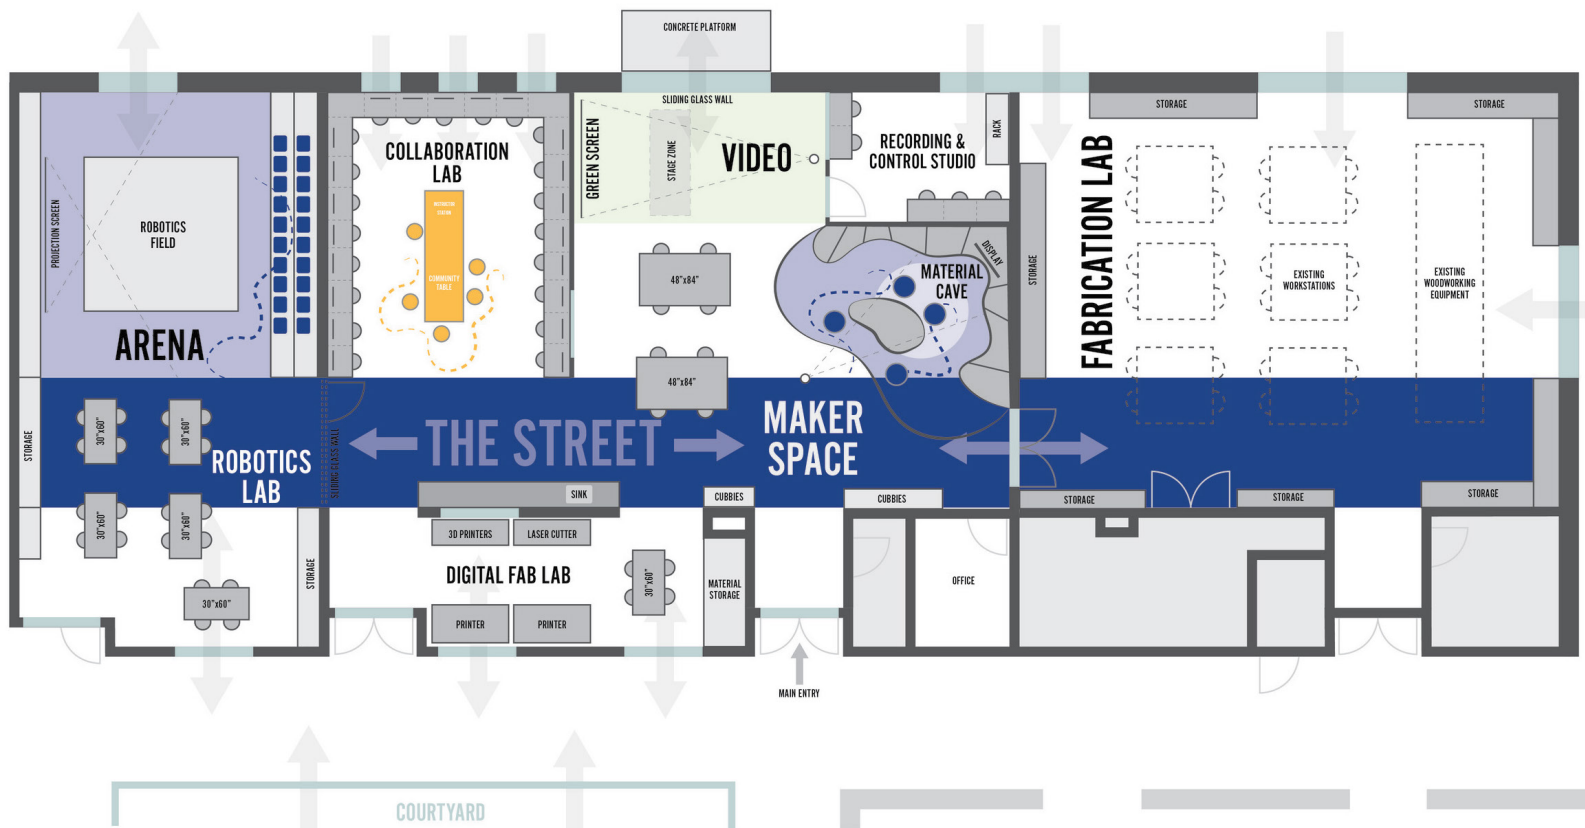 CONCRETE PLATFORM
SLIDING GLASS WALL
GREEN SCREEN
STAGE ZONE
VIDEO
RECORDING &
CONTROL STUDIO
RACK
STORAGE
STORAGE
FABRICATION LAB
STORAGE
EXISTING
WORKSTATIONS
EXISTING
WOODWORKING
EQUIPMENT
COLLABORATION
LAB
COMMUNITY
TABLE
PROJECTION SCREEN
ROBOTICS
FIELD
ARENA
48"x84"
48"x84"
DISPLAY
MATERIAL
CAVE
STORAGE
30"x60"
30"x60"
30"x60"
30"x60"
30"x60"
ROBOTICS
LAB
STORAGE
SLIDING GLASS WALL
THE STREET
MAKER
SPACE
SINK
CUBBIES
CUBBIES
STORAGE
STORAGE
STORAGE
3D PRINTERS
LASER CUTTER
DIGITAL FAB LAB
PRINTER
PRINTER
30"x60"
MATERIAL
STORAGE
OFFICE
MAIN ENTRY
COURTYARD